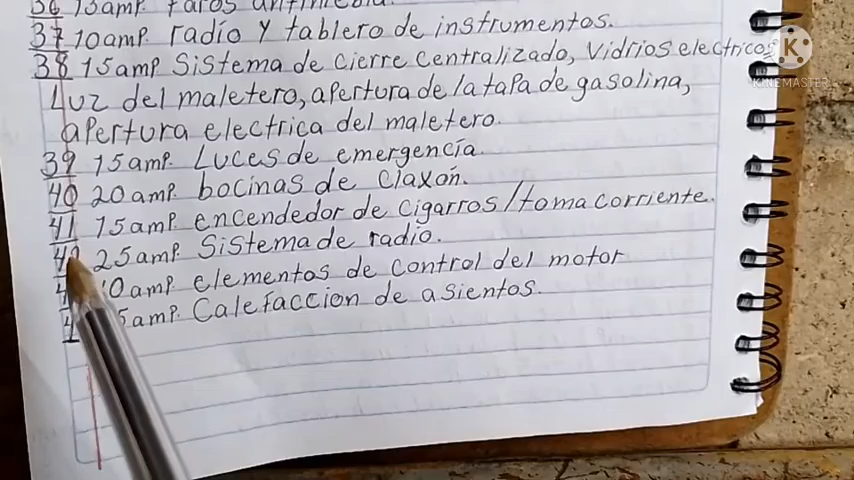 36 15amp. Faros antiniebla.
37 10amp. radio Y tablero de instrumentos.
38 15amp Sistema de cierre centralizado, Vidrios electricos
Luz del maletero, apertura de la tapa de gasolina,
apertura electrica del maletero.
39 15amp. Luces de emergencia.
40 20amp. bocinas de claxoń.
41 15amp. encendedor de cigarros/toma corriente.
25amp. Sistema de radio.
10amp elementos de control del motor
5amp. Calefaccion de asientos.
K
KINEMASTER